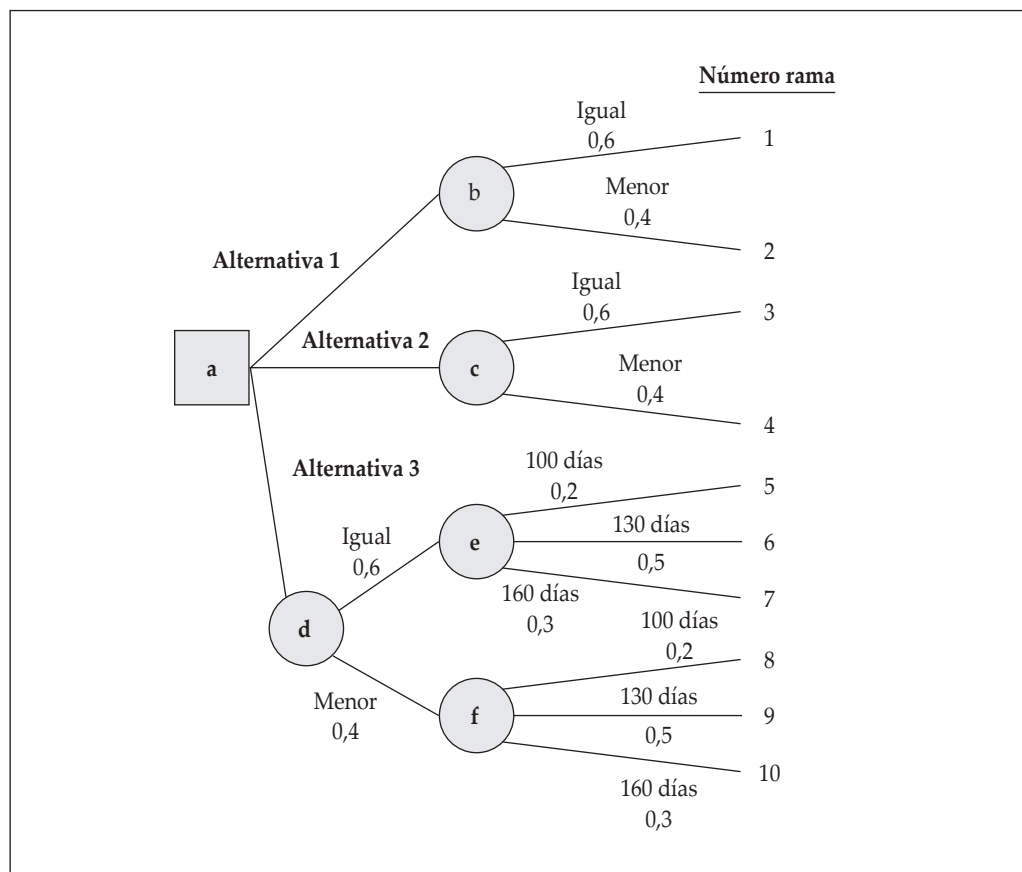 Número rama
Igual
0,6
1
b
Menor
0,4
2
Alternativa 1
Igual
0,6
3
Alternativa 2
a
c
Menor
0,4
4
Alternativa 3
100 días
0,2
5
Igual
0,6
e
130 días
0,5
6
160 días
0,3
7
d
100 días
0,2
8
Menor
0,4
f
130 días
0,5
9
160 días
0,3
10